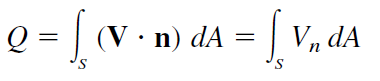 Q = ∫_S (𝐕 · 𝐧) dA = ∫_S V_n dA